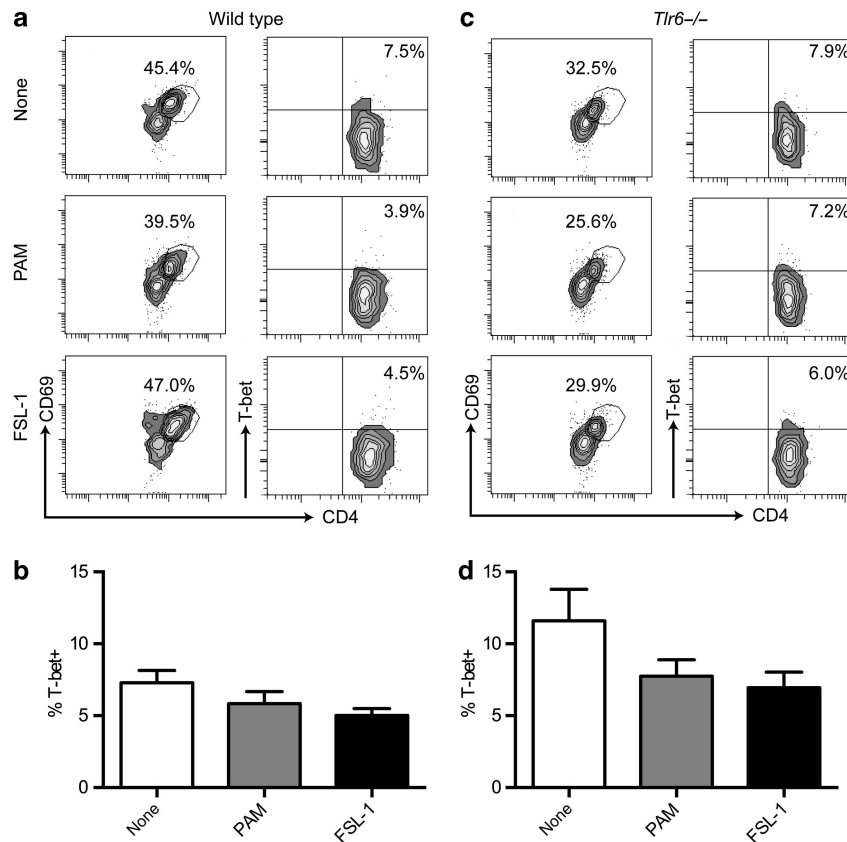 a Wild type
None
45.4%
7.5%
PAM
39.5%
3.9%
FSL-1
47.0%
4.5%
CD69
T-bet
CD4
c Tlr6–/–
32.5%
7.9%
25.6%
7.2%
29.9%
6.0%
CD69
T-bet
CD4
b
% T-bet+
15
10
5
0
None PAM FSL-1
d
% T-bet+
15
10
5
0
None PAM FSL-1